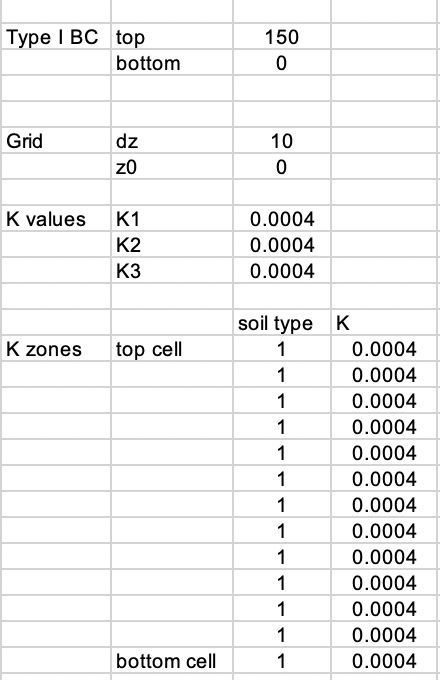 Type I BC top 150
bottom 0
Grid dz 10
z0 0
K values K1 0.0004
K2 0.0004
K3 0.0004
soil type K
K zones top cell 1 0.0004
1 0.0004
1 0.0004
1 0.0004
1 0.0004
1 0.0004
1 0.0004
1 0.0004
1 0.0004
1 0.0004
1 0.0004
1 0.0004
bottom cell 1 0.0004